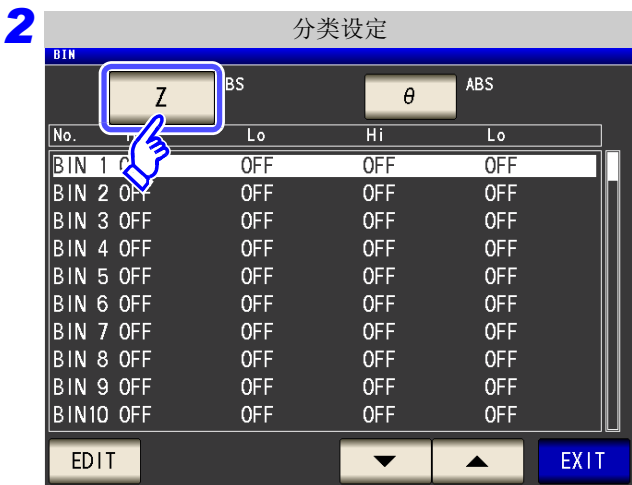 2
分类设定
BIN
Z BS θ ABS
No. Lo Hi Lo
BIN 1 OFF OFF OFF
BIN 2 OFF OFF OFF OFF
BIN 3 OFF OFF OFF OFF
BIN 4 OFF OFF OFF OFF
BIN 5 OFF OFF OFF OFF
BIN 6 OFF OFF OFF OFF
BIN 7 OFF OFF OFF OFF
BIN 8 OFF OFF OFF OFF
BIN 9 OFF OFF OFF OFF
BIN10 OFF OFF OFF OFF
EDIT ▼ ▲ EXIT